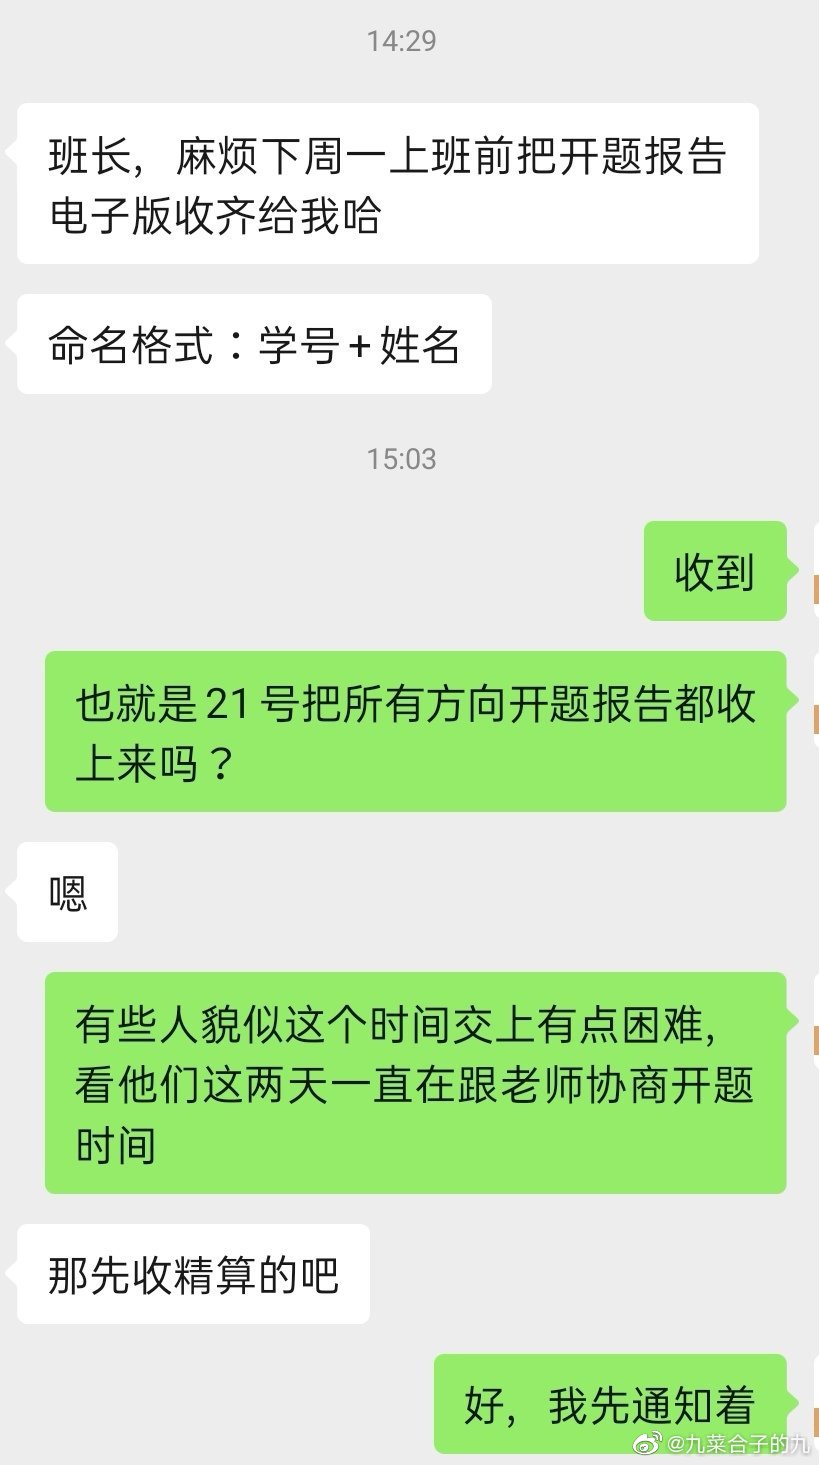 14:29
班长，麻烦下周一上班前把开题报告
电子版收齐给我哈
命名格式：学号+姓名
15:03
收到
也就是21号把所有方向开题报告都收
上来吗？
嗯
有些人貌似这个时间交上有点困难，
看他们这两天一直在跟老师协商开题
时间
那先收精算的吧
好，我先通知着
@九菜合子的九